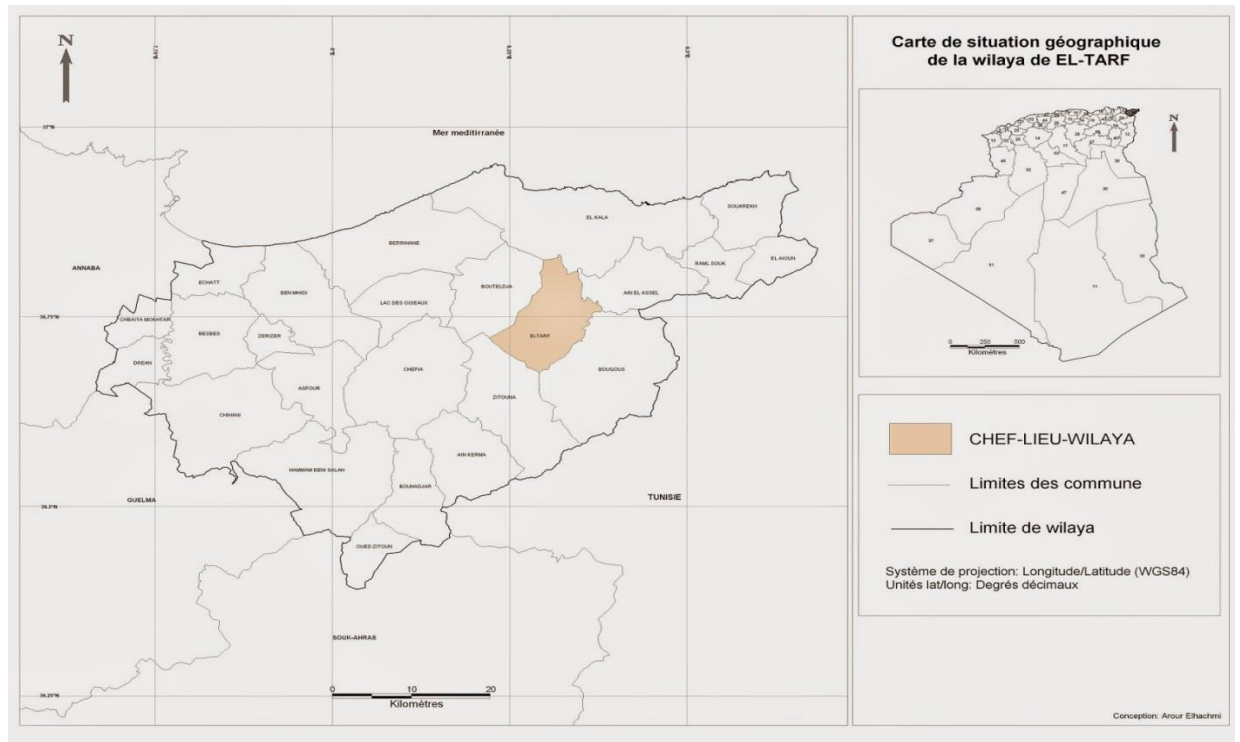 N
37°N
Mer meditirranée
SOUAREKH
EL KALA
BERRIHANE
RAML SOUK
EL AIOUN
ANNABA
ECHATT
BEN MHIDI
BOUTELDJA
AIN EL ASSEL
LAC DES OISEAUX
CHBAITA MOKHTAR
36.75°N
BESBES
ZERIZER
El-TARF
DREAN
CHEFIA
BOUGOUS
ASFOUR
ZITOUNA
CHIHANI
AIN KERMA
HAMMAM BENI SALAH
BOUHADJAR
GUELMA
TUNISIE
36.5°N
OUED ZITOUN
SOUK-AHRAS
36.25°N
0 10 20
Kilomètres
Carte de situation géographique
de la wilaya de EL-TARF
N
0 250 500
Kilomètres
CHEF-LIEU-WILAYA
Limites des commune
Limite de wilaya
Système de projection: Longitude/Latitude (WGS84)
Unités lat/long: Degrés décimaux
Conception: Arour Elhachmi